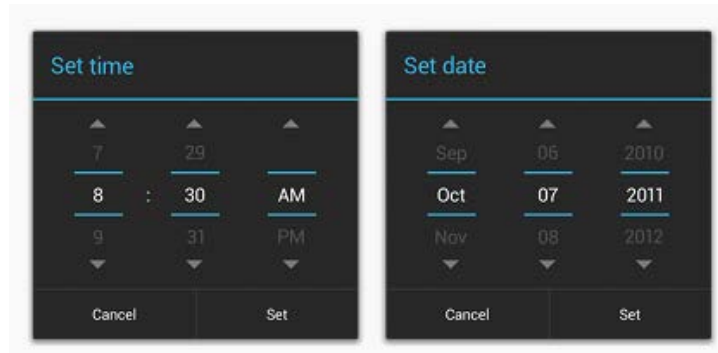 Set time
7 29
8 : 30 AM
9 31 PM
Cancel Set
Set date
Sep 06 2010
Oct 07 2011
Nov 08 2012
Cancel Set